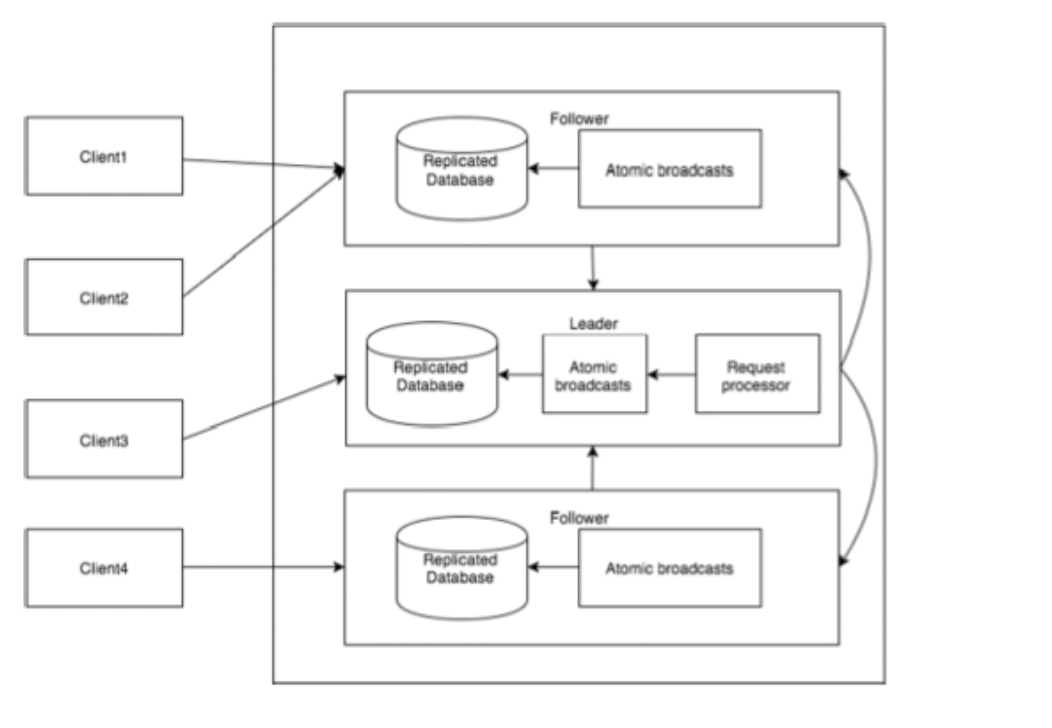 Client1
Client2
Client3
Client4
Follower
Replicated
Database
Atomic broadcasts
Leader
Replicated
Database
Atomic
broadcasts
Request
processor
Follower
Replicated
Database
Atomic broadcasts